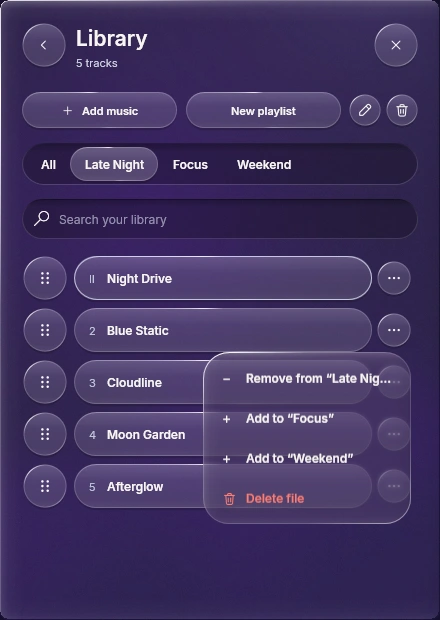 Library
5 tracks
+ Add music
New playlist
All
Late Night
Focus
Weekend
Search your library
Night Drive
2 Blue Static
3 Cloudline
4 Moon Garden
5 Afterglow
− Remove from “Late Nig...
+ Add to “Focus”
+ Add to “Weekend”
Delete file